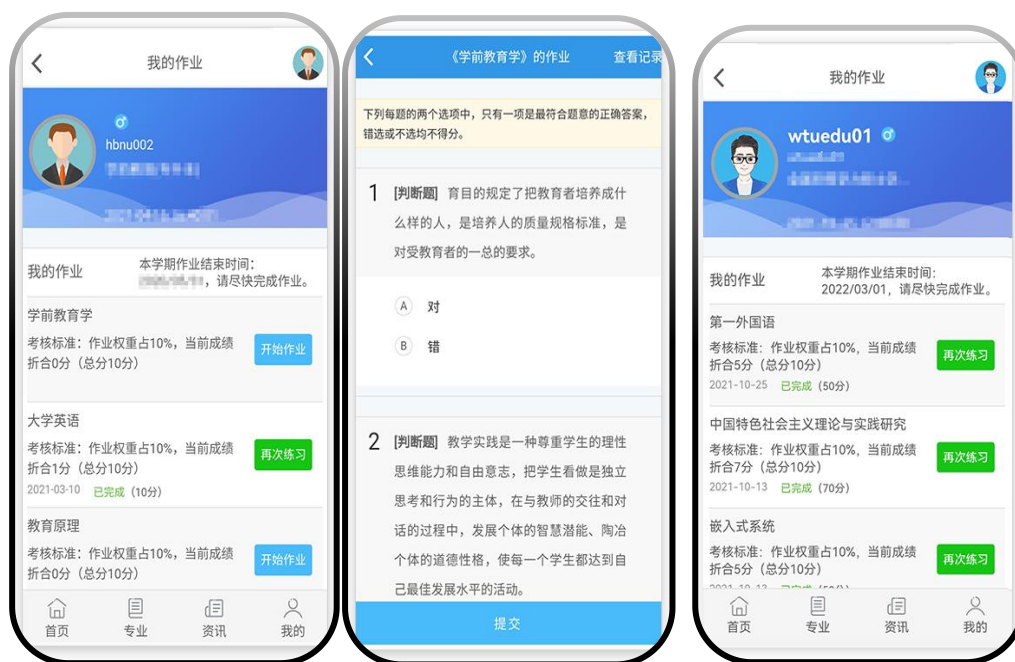 我的作业
hbnu002
我的作业
本学期作业结束时间：
，请尽快完成作业。
学前教育学
考核标准：作业权重占10%，当前成绩
折合0分（总分10分）
开始作业
大学英语
考核标准：作业权重占10%，当前成绩
折合1分（总分10分）
再次练习
2021-03-10 已完成（10分）
教育原理
考核标准：作业权重占10%，当前成绩
折合0分（总分10分）
开始作业
首页 专业 资讯 我的
《学前教育学》的作业 查看记录
下列每题的两个选项中，只有一项是最符合题意的正确答案，
错选或不选均不得分。
1 [判断题] 育目的规定了把教育者培养成什
么样的人，是培养人的质量规格标准，是
对受教育者的一总的要求。
A 对
B 错
2 [判断题] 教学实践是一种尊重学生的理性
思维能力和自由意志，把学生看做是独立
思考和行为的主体，在与教师的交往和对
话的过程中，发展个体的智慧潜能、陶冶
个体的道德性格，使每一个学生都达到自
己最佳发展水平的活动。
提交
我的作业
wtuedu01
我的作业
本学期作业结束时间：
2022/03/01，请尽快完成作业。
第一外国语
考核标准：作业权重占10%，当前成绩
折合5分（总分10分）
再次练习
2021-10-25 已完成（50分）
中国特色社会主义理论与实践研究
考核标准：作业权重占10%，当前成绩
折合7分（总分10分）
再次练习
2021-10-13 已完成（70分）
嵌入式系统
考核标准：作业权重占10%，当前成绩
折合5分（总分10分）
再次练习
首页 专业 资讯 我的